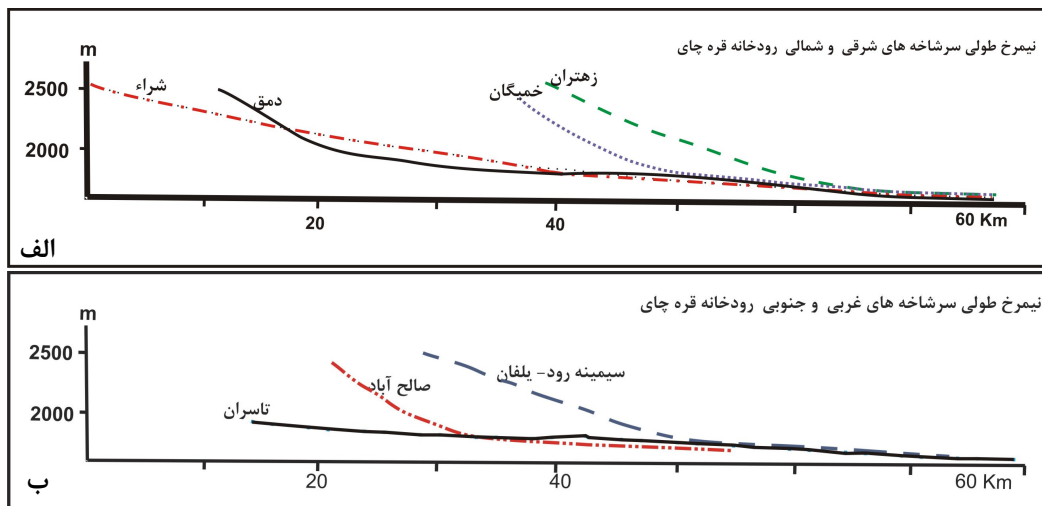 نیمرخ طولی سرشاخه های شرقی و شمالی رودخانه قره چای
m
2500
2000
شراء
دمق
خمیگان
زهتران
20
40
60 Km
الف
نیمرخ طولی سرشاخه های غربی و جنوبی رودخانه قره چای
m
2500
2000
تاسران
صالح آباد
سیمینه رود- یلفان
20
40
60 Km
ب